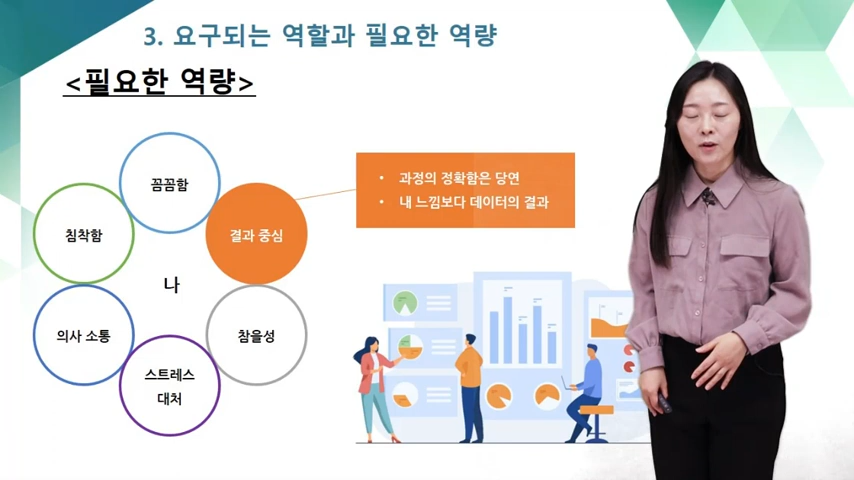 3. 요구되는 역할과 필요한 역량
<필요한 역량>
꼼꼼함
침착함
결과 중심
• 과정의 정확함은 당연
• 내 느낌보다 데이터의 결과
나
의사 소통
참을성
스트레스
대처